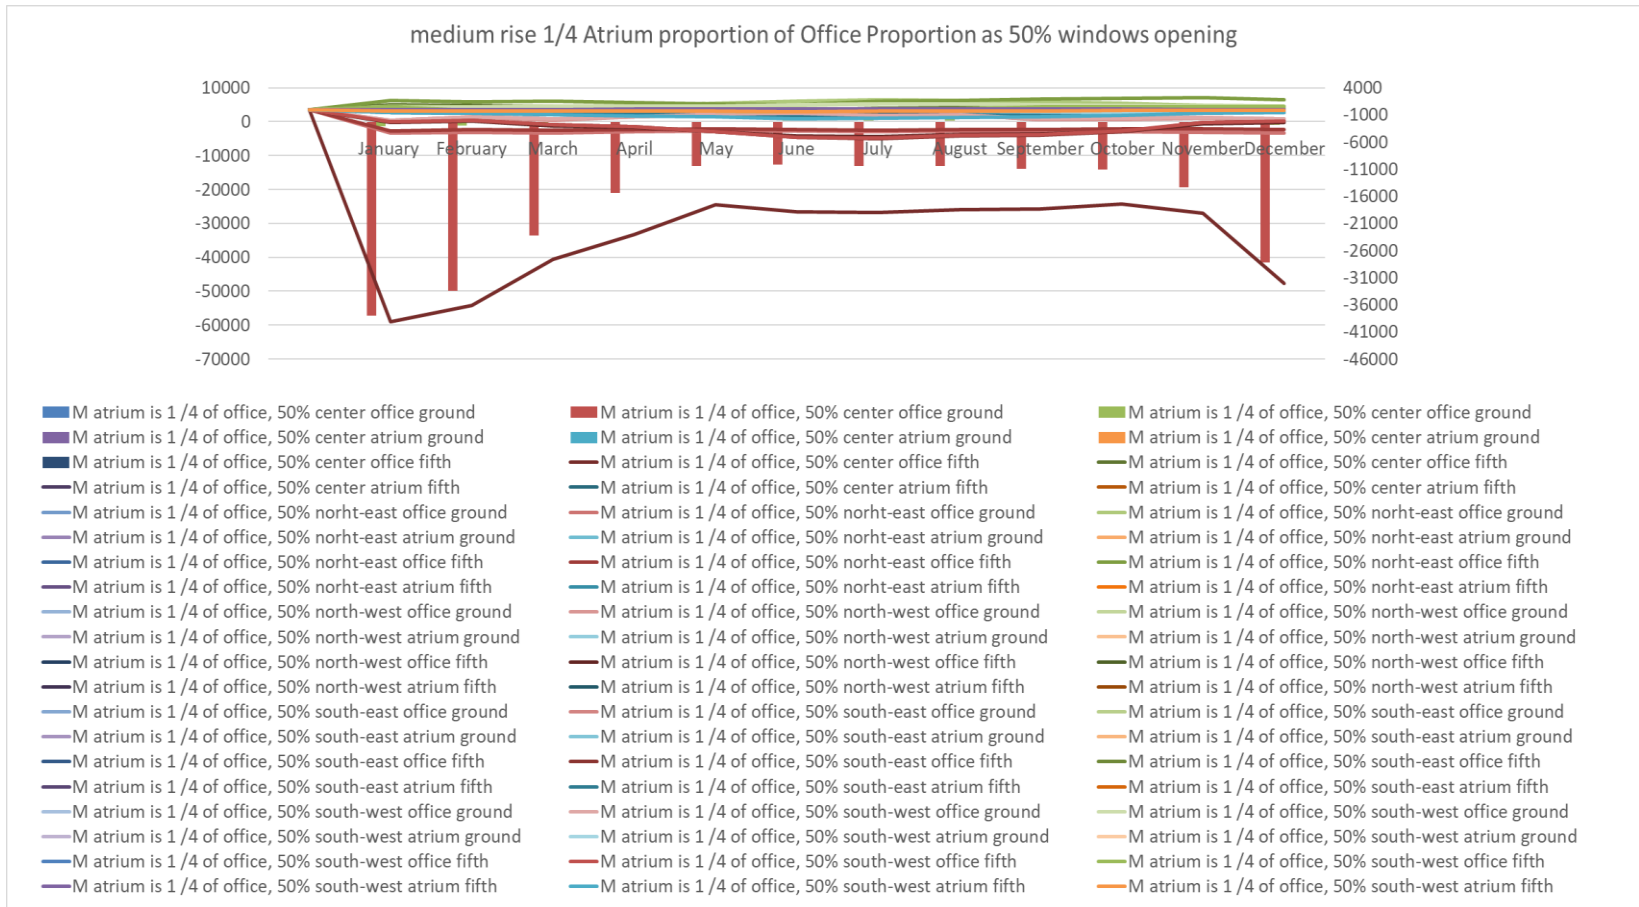 medium rise 1/4 Atrium proportion of Office Proportion as 50% windows opening
10000 4000
0 -1000
-10000 January February March April May June July August September October November December -6000
-20000 -11000
-30000 -16000
-40000 -21000
-50000 -26000
-60000 -31000
-70000 -36000
-41000
-46000
M atrium is 1 /4 of office, 50% center office ground M atrium is 1 /4 of office, 50% center office ground M atrium is 1 /4 of office, 50% center office ground
M atrium is 1 /4 of office, 50% center atrium ground M atrium is 1 /4 of office, 50% center atrium ground M atrium is 1 /4 of office, 50% center atrium ground
M atrium is 1 /4 of office, 50% center office fifth M atrium is 1 /4 of office, 50% center office fifth M atrium is 1 /4 of office, 50% center office fifth
M atrium is 1 /4 of office, 50% center atrium fifth M atrium is 1 /4 of office, 50% center atrium fifth M atrium is 1 /4 of office, 50% center atrium fifth
M atrium is 1 /4 of office, 50% norht-east office ground M atrium is 1 /4 of office, 50% norht-east office ground M atrium is 1 /4 of office, 50% norht-east office ground
M atrium is 1 /4 of office, 50% norht-east atrium ground M atrium is 1 /4 of office, 50% norht-east atrium ground M atrium is 1 /4 of office, 50% norht-east atrium ground
M atrium is 1 /4 of office, 50% norht-east office fifth M atrium is 1 /4 of office, 50% norht-east office fifth M atrium is 1 /4 of office, 50% norht-east office fifth
M atrium is 1 /4 of office, 50% norht-east atrium fifth M atrium is 1 /4 of office, 50% norht-east atrium fifth M atrium is 1 /4 of office, 50% norht-east atrium fifth
M atrium is 1 /4 of office, 50% north-west office ground M atrium is 1 /4 of office, 50% north-west office ground M atrium is 1 /4 of office, 50% north-west office ground
M atrium is 1 /4 of office, 50% north-west atrium ground M atrium is 1 /4 of office, 50% north-west atrium ground M atrium is 1 /4 of office, 50% north-west atrium ground
M atrium is 1 /4 of office, 50% north-west office fifth M atrium is 1 /4 of office, 50% north-west office fifth M atrium is 1 /4 of office, 50% north-west office fifth
M atrium is 1 /4 of office, 50% north-west atrium fifth M atrium is 1 /4 of office, 50% north-west atrium fifth M atrium is 1 /4 of office, 50% north-west atrium fifth
M atrium is 1 /4 of office, 50% south-east office ground M atrium is 1 /4 of office, 50% south-east office ground M atrium is 1 /4 of office, 50% south-east office ground
M atrium is 1 /4 of office, 50% south-east atrium ground M atrium is 1 /4 of office, 50% south-east atrium ground M atrium is 1 /4 of office, 50% south-east atrium ground
M atrium is 1 /4 of office, 50% south-east office fifth M atrium is 1 /4 of office, 50% south-east office fifth M atrium is 1 /4 of office, 50% south-east office fifth
M atrium is 1 /4 of office, 50% south-east atrium fifth M atrium is 1 /4 of office, 50% south-east atrium fifth M atrium is 1 /4 of office, 50% south-east atrium fifth
M atrium is 1 /4 of office, 50% south-west office ground M atrium is 1 /4 of office, 50% south-west office ground M atrium is 1 /4 of office, 50% south-west office ground
M atrium is 1 /4 of office, 50% south-west atrium ground M atrium is 1 /4 of office, 50% south-west atrium ground M atrium is 1 /4 of office, 50% south-west atrium ground
M atrium is 1 /4 of office, 50% south-west office fifth M atrium is 1 /4 of office, 50% south-west office fifth M atrium is 1 /4 of office, 50% south-west office fifth
M atrium is 1 /4 of office, 50% south-west atrium fifth M atrium is 1 /4 of office, 50% south-west atrium fifth M atrium is 1 /4 of office, 50% south-west atrium fifth